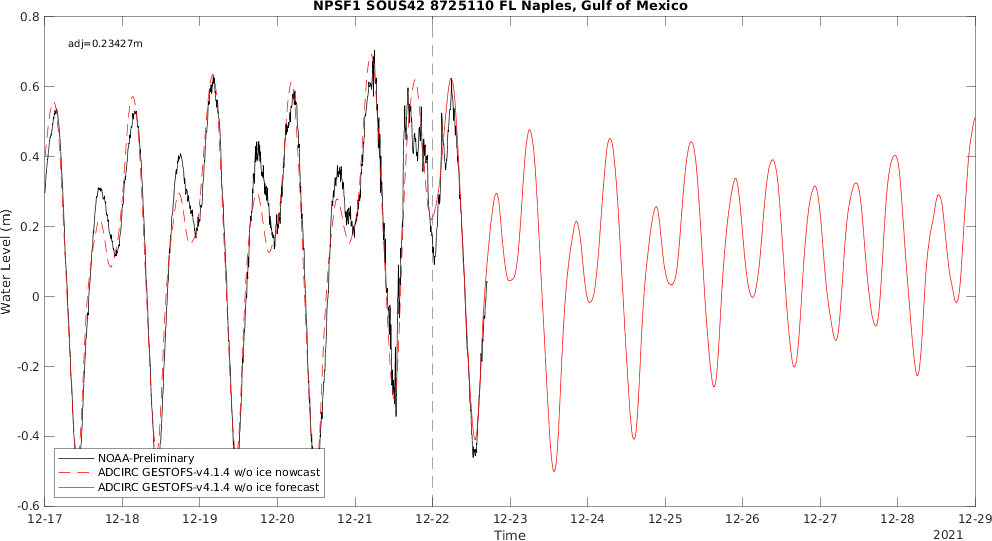 NPSF1 SOUS42 8725110 FL Naples, Gulf of Mexico
adj=0.23427m
Water Level (m)
0.8
0.6
0.4
0.2
0
-0.2
-0.4
-0.6
NOAA-Preliminary
ADCIRC GESTOFS-v4.1.4 w/o ice nowcast
ADCIRC GESTOFS-v4.1.4 w/o ice forecast
12-17 12-18 12-19 12-20 12-21 12-22 12-23 12-24 12-25 12-26 12-27 12-28 12-29
Time
2021